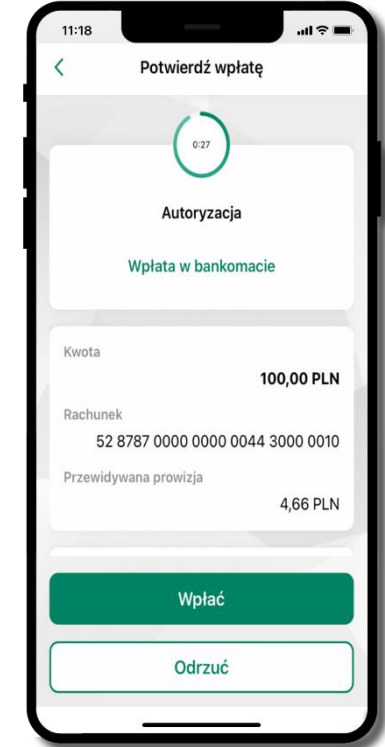 11:18
Potwierdź wpłatę
0:27
Autoryzacja
Wpłata w bankomacie
Kwota
100,00 PLN
Rachunek
52 8787 0000 0000 0044 3000 0010
Przewidywana prowizja
4,66 PLN
Wpłać
Odrzuć